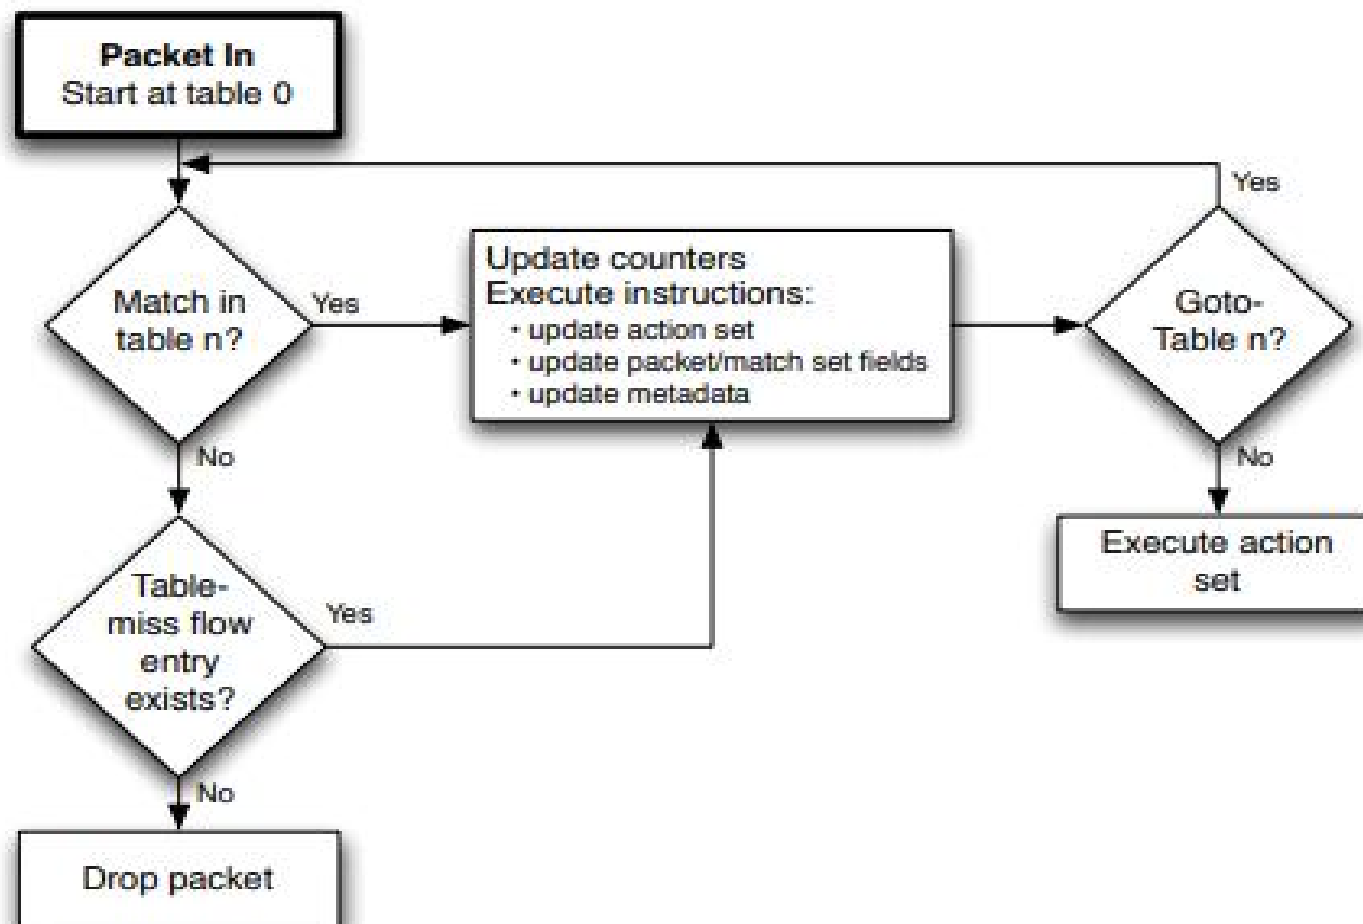 Packet In
Start at table 0
Yes
Match in
table n?
Yes
Update counters
Execute instructions:
• update action set
• update packet/match set fields
• update metadata
Goto-
Table n?
No
No
Execute action
set
Table-
miss flow
entry
exists?
Yes
No
Drop packet